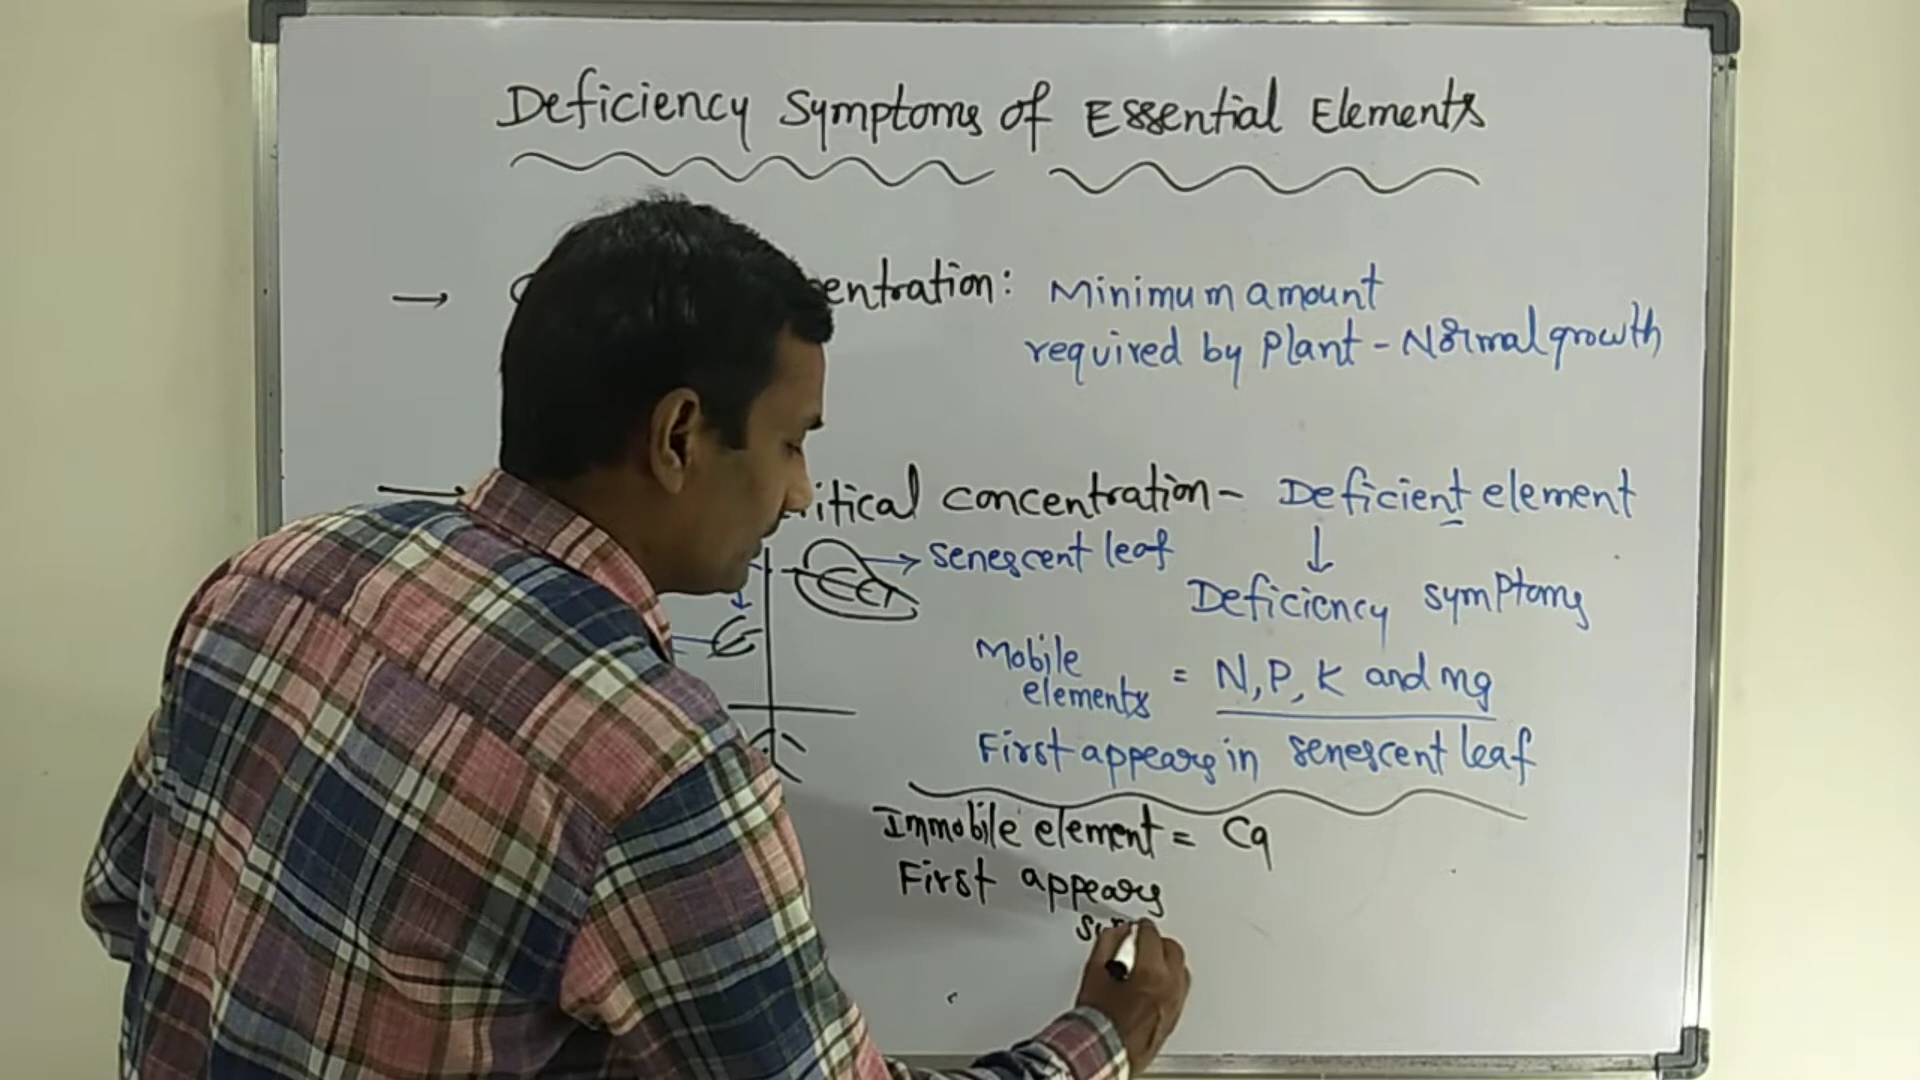 Deficiency Symptoms of Essential Elements
entration: Minimum amount
required by Plant - Normal growth
itical concentration - Deficient element
senescent leaf
Deficiency symptoms
Mobile
elements = N, P, K and mg
First appears in senescent leaf
Immobile element = Ca
First appears